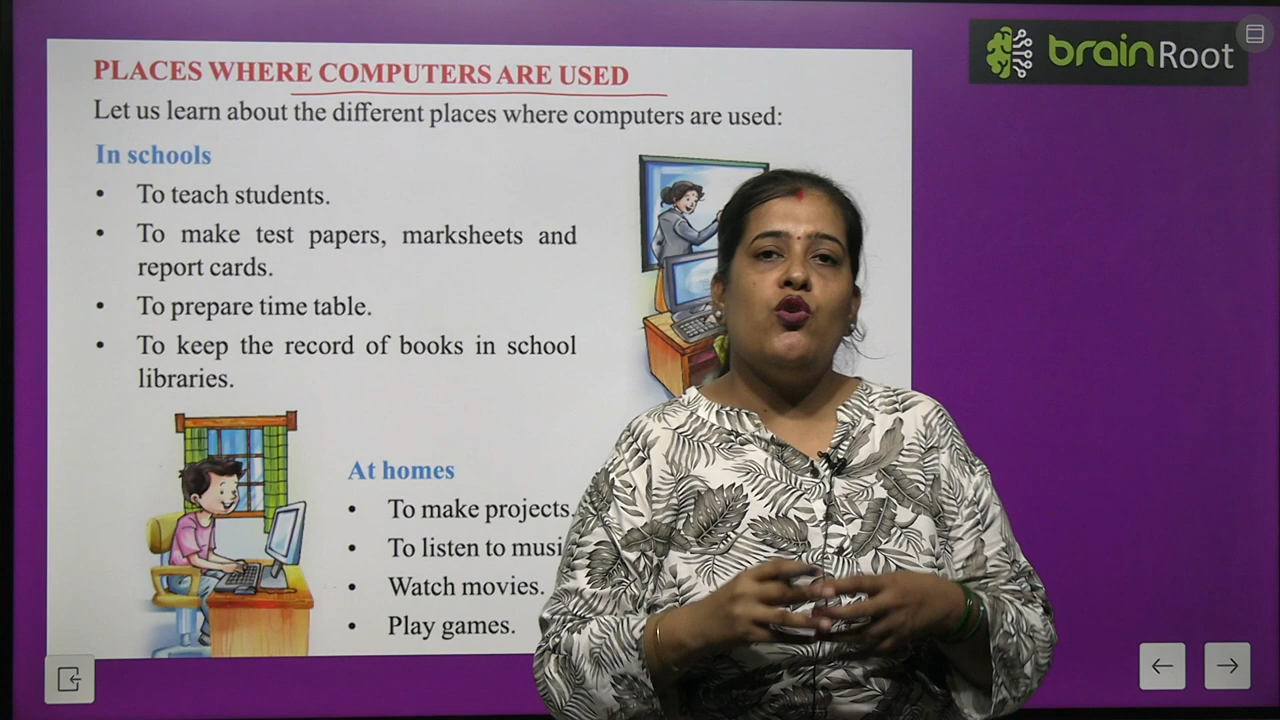 brainRoot
PLACES WHERE COMPUTERS ARE USED
Let us learn about the different places where computers are used:
In schools
• To teach students.
• To make test papers, marksheets and
report cards.
• To prepare time table.
• To keep the record of books in school
libraries.
At homes
• To make projects.
• To listen to musi
• Watch movies.
• Play games.